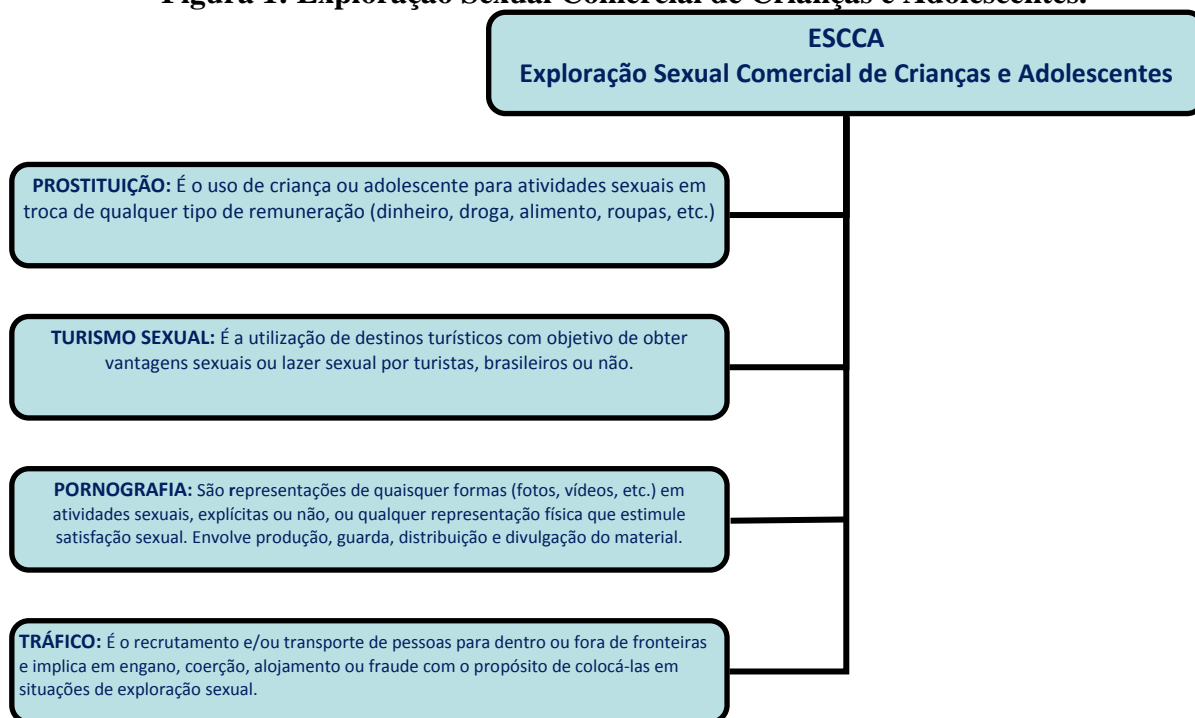 Figura 1: Exploração Sexual Comercial de Crianças e Adolescentes.
ESCCA
Exploração Sexual Comercial de Crianças e Adolescentes
PROSTITUIÇÃO: É o uso de criança ou adolescente para atividades sexuais em
troca de qualquer tipo de remuneração (dinheiro, droga, alimento, roupas, etc.)
TURISMO SEXUAL: É a utilização de destinos turísticos com objetivo de obter
vantagens sexuais ou lazer sexual por turistas, brasileiros ou não.
PORNOGRAFIA: São representações de quaisquer formas (fotos, vídeos, etc.) em
atividades sexuais, explícitas ou não, ou qualquer representação física que estimule
satisfação sexual. Envolve produção, guarda, distribuição e divulgação do material.
TRÁFICO: É o recrutamento e/ou transporte de pessoas para dentro ou fora de fronteiras
e implica em engano, coerção, alojamento ou fraude com o propósito de colocá-las em
situações de exploração sexual.